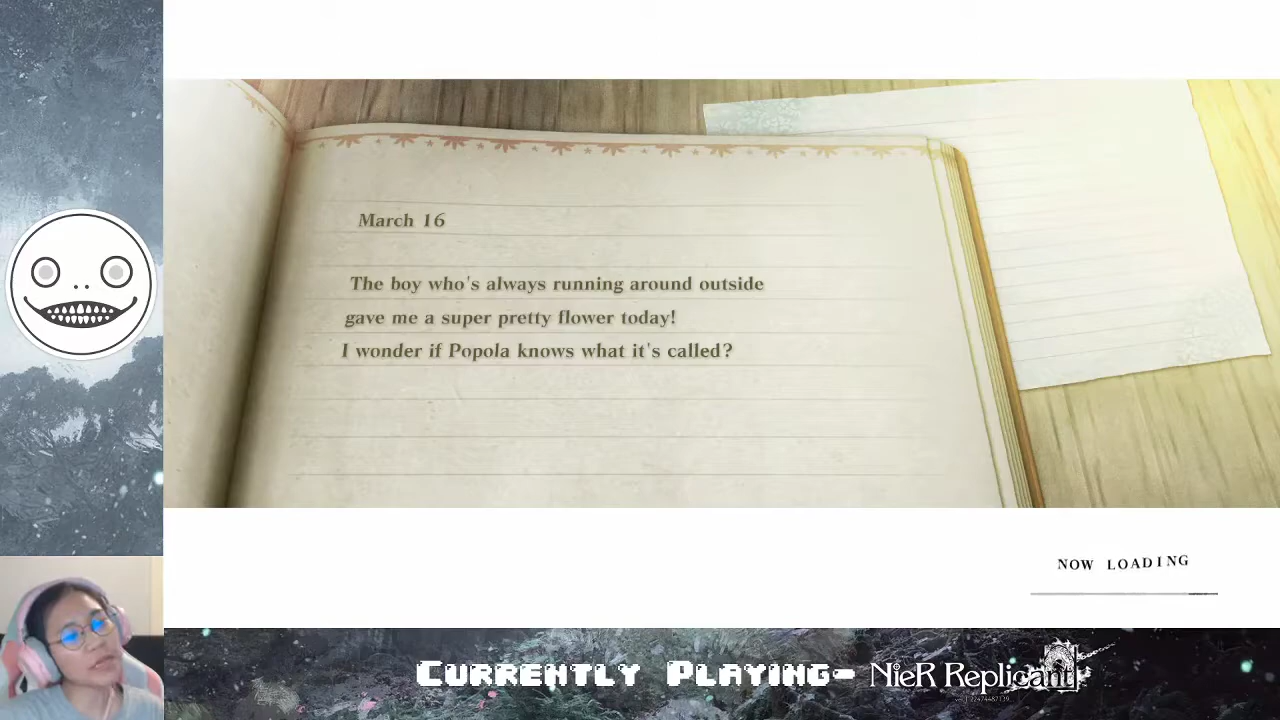 March 16
The boy who's always running around outside
gave me a super pretty flower today!
I wonder if Popola knows what it's called?
NOW LOADING
CURRENTLY PLAYING- NieR Replicant